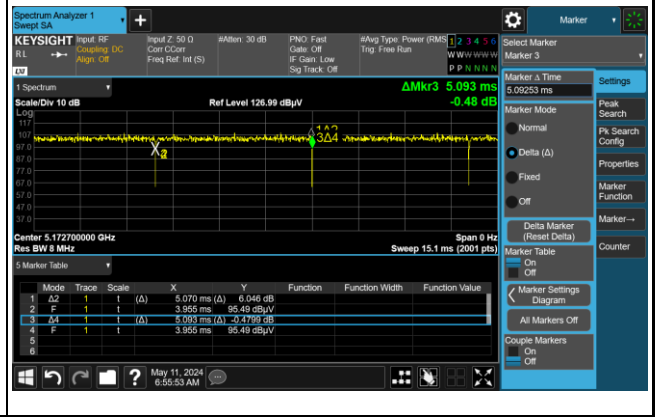 Spectrum Analyzer 1
Swept SA
Marker
KEYSIGHT
RL
Input: RF
Coupling: DC
Align: Off
Input Z: 50 Ω
Corr CCorr
Freq Ref: Int (S)
#Atten: 30 dB
PNO: Fast
Gate: Off
IF Gain: Low
Sig Track: Off
#Avg Type: Power (RMS
Trig: Free Run
1 2 3 4 5 6
W W W W W W
P P N N N N
Select Marker
Marker 3
Marker Δ Time
5.09253 ms
Settings
1 Spectrum
ΔMkr3 5.093 ms
Scale/Div 10 dB
Ref Level 126.99 dBµV
-0.48 dB
Log
117
107
97.0
87.0
77.0
67.0
57.0
47.0
37.0
3Δ4
Center 5.172700000 GHz
Span 0 Hz
Res BW 8 MHz
Sweep 15.1 ms (2001 pts)
Marker Mode
Normal
Delta (Δ)
Fixed
Off
Delta Marker
(Reset Delta)
Marker Table
On
Off
Marker Settings
Diagram
All Markers Off
Couple Markers
On
Off
Peak
Search
Pk Search
Config
Properties
Marker
Function
Marker→
Counter
5 Marker Table
Mode Trace Scale X Y Function Function Width Function Value
1 Δ2 1 t (Δ) 5.070 ms (Δ) 6.046 dB
2 F 1 t 3.955 ms 95.49 dBµV
3 Δ4 1 t (Δ) 5.093 ms (Δ) -0.4799 dB
4 F 1 t 3.955 ms 95.49 dBµV
5
6
?
May 11, 2024
6:55:53 AM